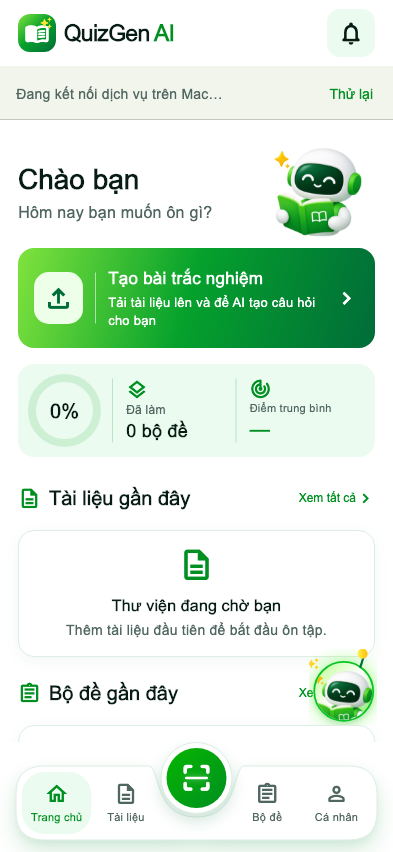 QuizGen AI
Đang kết nối dịch vụ trên Mac...
Thử lại
Chào bạn
Hôm nay bạn muốn ôn gì?
Tạo bài trắc nghiệm
Tải tài liệu lên và để AI tạo câu hỏi
cho bạn
0%
Đã làm
0 bộ đề
Điểm trung bình
—
Tài liệu gần đây
Xem tất cả
Thư viện đang chờ bạn
Thêm tài liệu đầu tiên để bắt đầu ôn tập.
Bộ đề gần đây
Trang chủ
Tài liệu
Bộ đề
Cá nhân